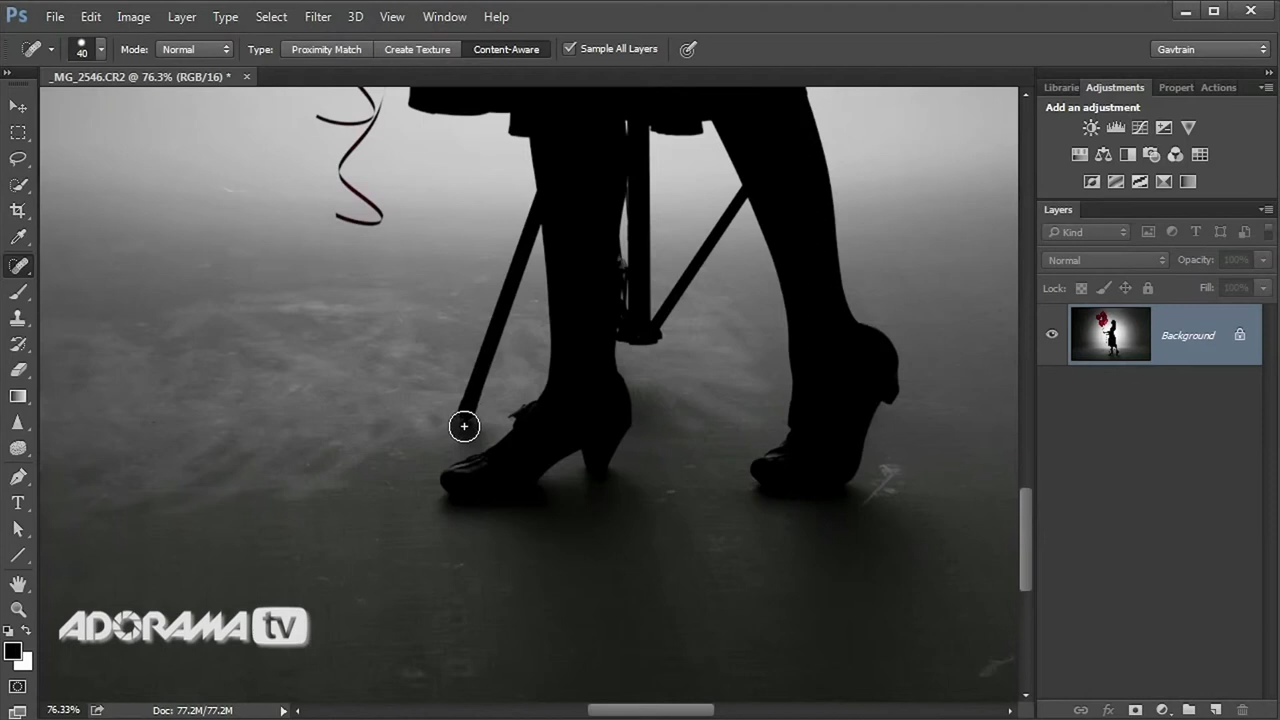 Ps File Edit Image Layer Type Select Filter 3D View Window Help
40 Mode: Normal Type: Proximity Match Create Texture Content-Aware Sample All Layers Gavtrain
_MG_2546.CR2 @ 76.3% (RGB/16) *
Librarie Adjustments Propert Actions
Add an adjustment
Layers
Kind
Normal Opacity: 100%
Lock: Fill: 100%
Background
ADORAMA tv
76.33% Doc: 77.2M/77.2M